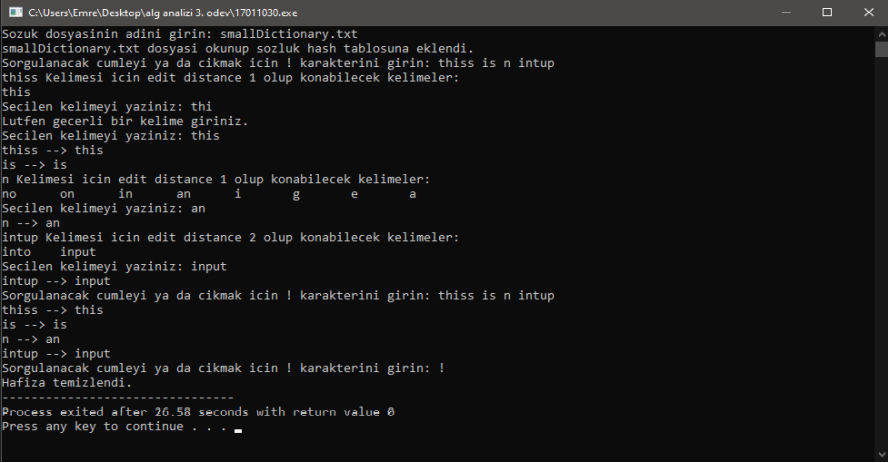 C:\Users\Emre\Desktop\alg analizi 3. odev\17011030.exe
Sozuk dosyasinin adini girin: smallDictionary.txt
smallDictionary.txt dosyasi okunup sozluk hash tablosuna eklendi.
Sorgulanacak cumleyi ya da cikmak icin ! karakterini girin: thiss is n intup
thiss Kelimesi icin edit distance 1 olup konabilecek kelimeler:
this
Secilen kelimeyi yaziniz: thi
Lutfen gecerli bir kelime giriniz.
Secilen kelimeyi yaziniz: this
thiss --> this
is --> is
n Kelimesi icin edit distance 1 olup konabilecek kelimeler:
no on in an i g e a
Secilen kelimeyi yaziniz: an
n --> an
intup Kelimesi icin edit distance 2 olup konabilecek kelimeler:
into input
Secilen kelimeyi yaziniz: input
intup --> input
Sorgulanacak cumleyi ya da cikmak icin ! karakterini girin: thiss is n intup
thiss --> this
is --> is
n --> an
intup --> input
Sorgulanacak cumleyi ya da cikmak icin ! karakterini girin: !
Hafiza temizlendi.
--------------------------------
Process exited after 26.58 seconds with return value 0
Press any key to continue . . .